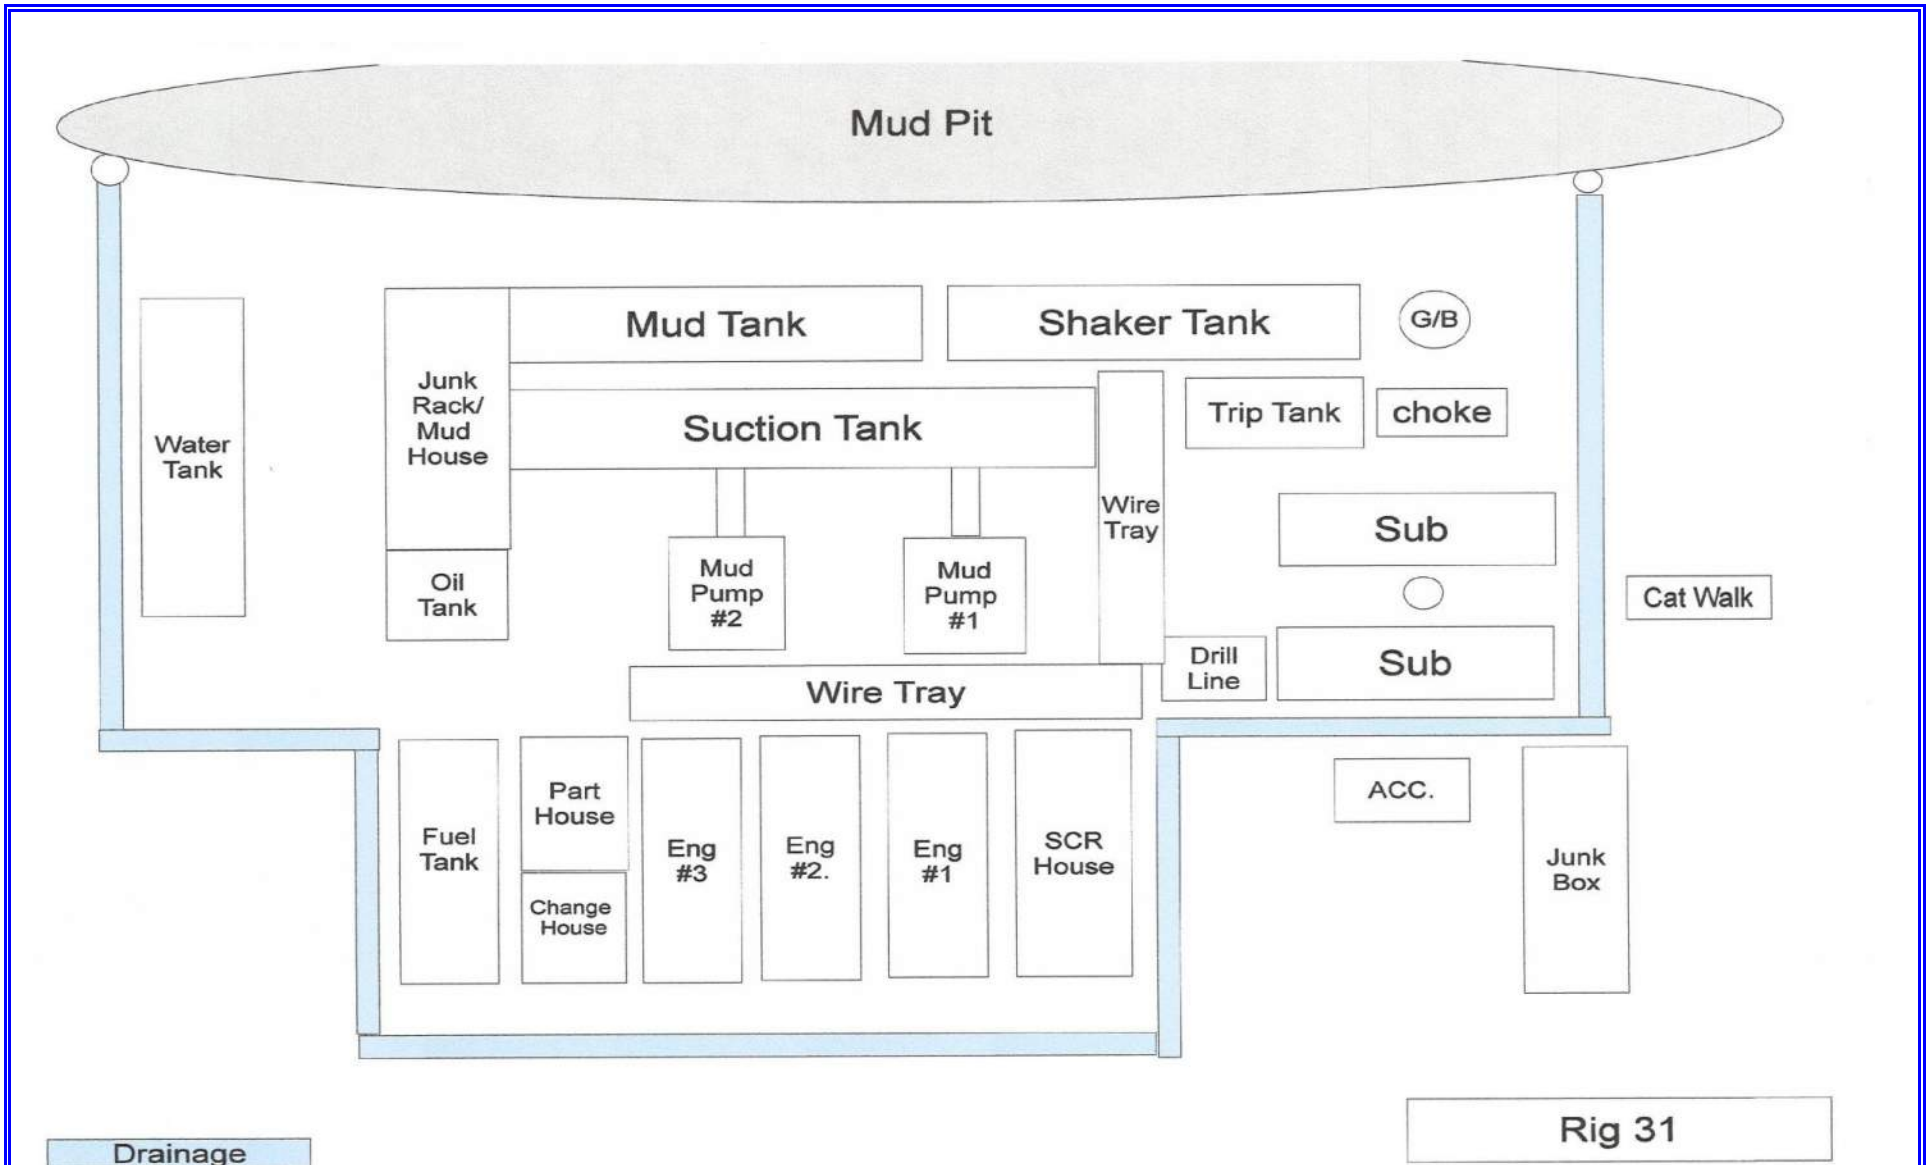 Mud Pit
Mud Tank
Shaker Tank
G/B
Junk
Rack/
Mud
House
Suction Tank
Trip Tank
choke
Water
Tank
Wire
Tray
Sub
Oil
Tank
Mud
Pump
#2
Mud
Pump
#1
Cat Walk
Drill
Line
Sub
Wire Tray
Fuel
Tank
Part
House
Change
House
Eng
#3
Eng
#2.
Eng
#1
SCR
House
ACC.
Junk
Box
Rig 31
Drainage